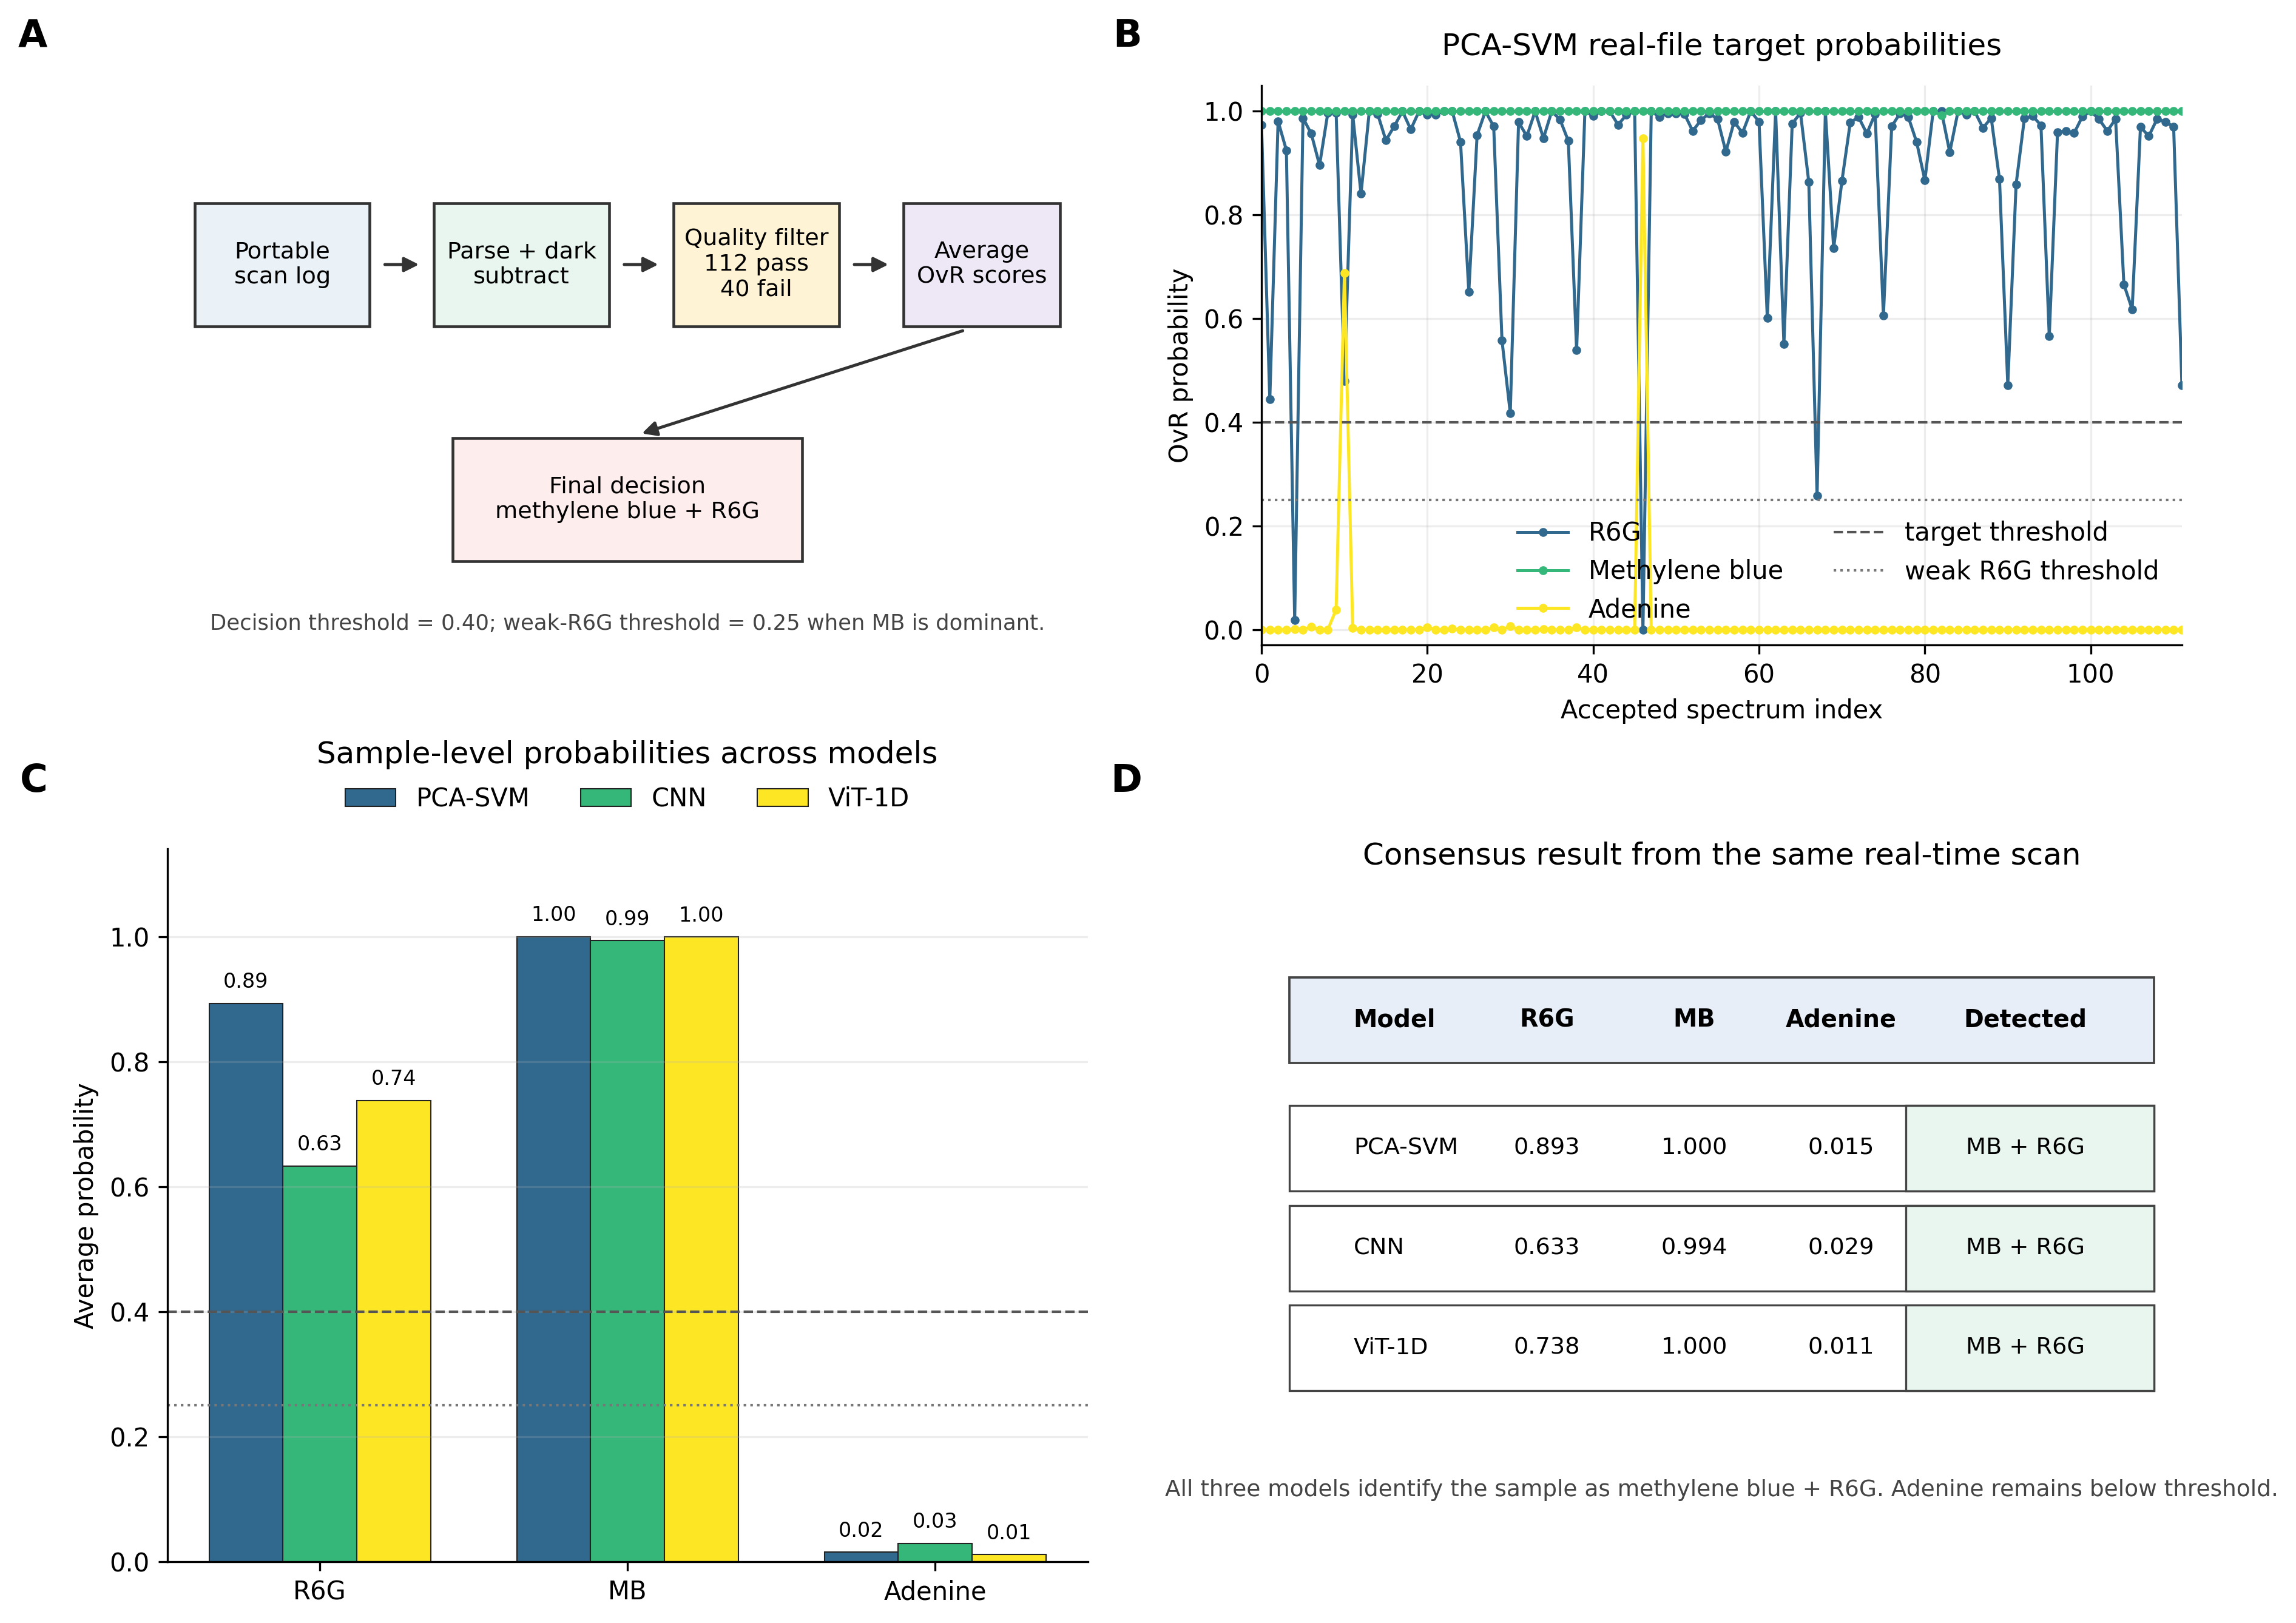 A
Portable
scan log
Parse + dark
subtract
Quality filter
112 pass
40 fail
Average
OvR scores
Final decision
methylene blue + R6G
Decision threshold = 0.40; weak-R6G threshold = 0.25 when MB is dominant.
B
PCA-SVM real-file target probabilities
OvR probability
1.0
0.8
0.6
0.4
0.2
0.0
R6G
Methylene blue
Adenine
target threshold
weak R6G threshold
0 20 40 60 80 100
Accepted spectrum index
C
Sample-level probabilities across models
PCA-SVM CNN ViT-1D
Average probability
1.0
0.8
0.6
0.4
0.2
0.0
0.89
0.63
0.74
1.00
0.99
1.00
0.02
0.03
0.01
R6G MB Adenine
D
Consensus result from the same real-time scan
Model R6G MB Adenine Detected
PCA-SVM 0.893 1.000 0.015 MB + R6G
CNN 0.633 0.994 0.029 MB + R6G
ViT-1D 0.738 1.000 0.011 MB + R6G
All three models identify the sample as methylene blue + R6G. Adenine remains below threshold.